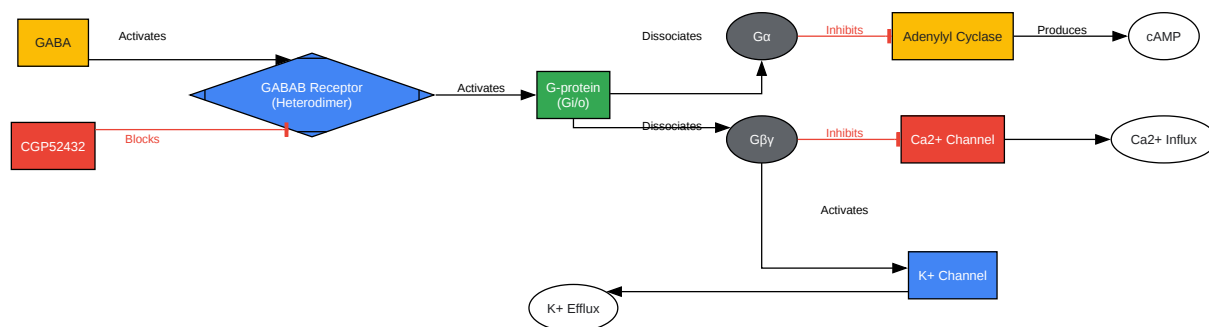 GABA
Activates
GABAB Receptor
(Heterodimer)
CGP52432
Blocks
Activates
G-protein
(Gi/o)
Dissociates
Dissociates
Gα
Gβγ
Inhibits
Inhibits
Adenylyl Cyclase
Produces
cAMP
Ca2+ Channel
Ca2+ Influx
Activates
K+ Channel
K+ Efflux